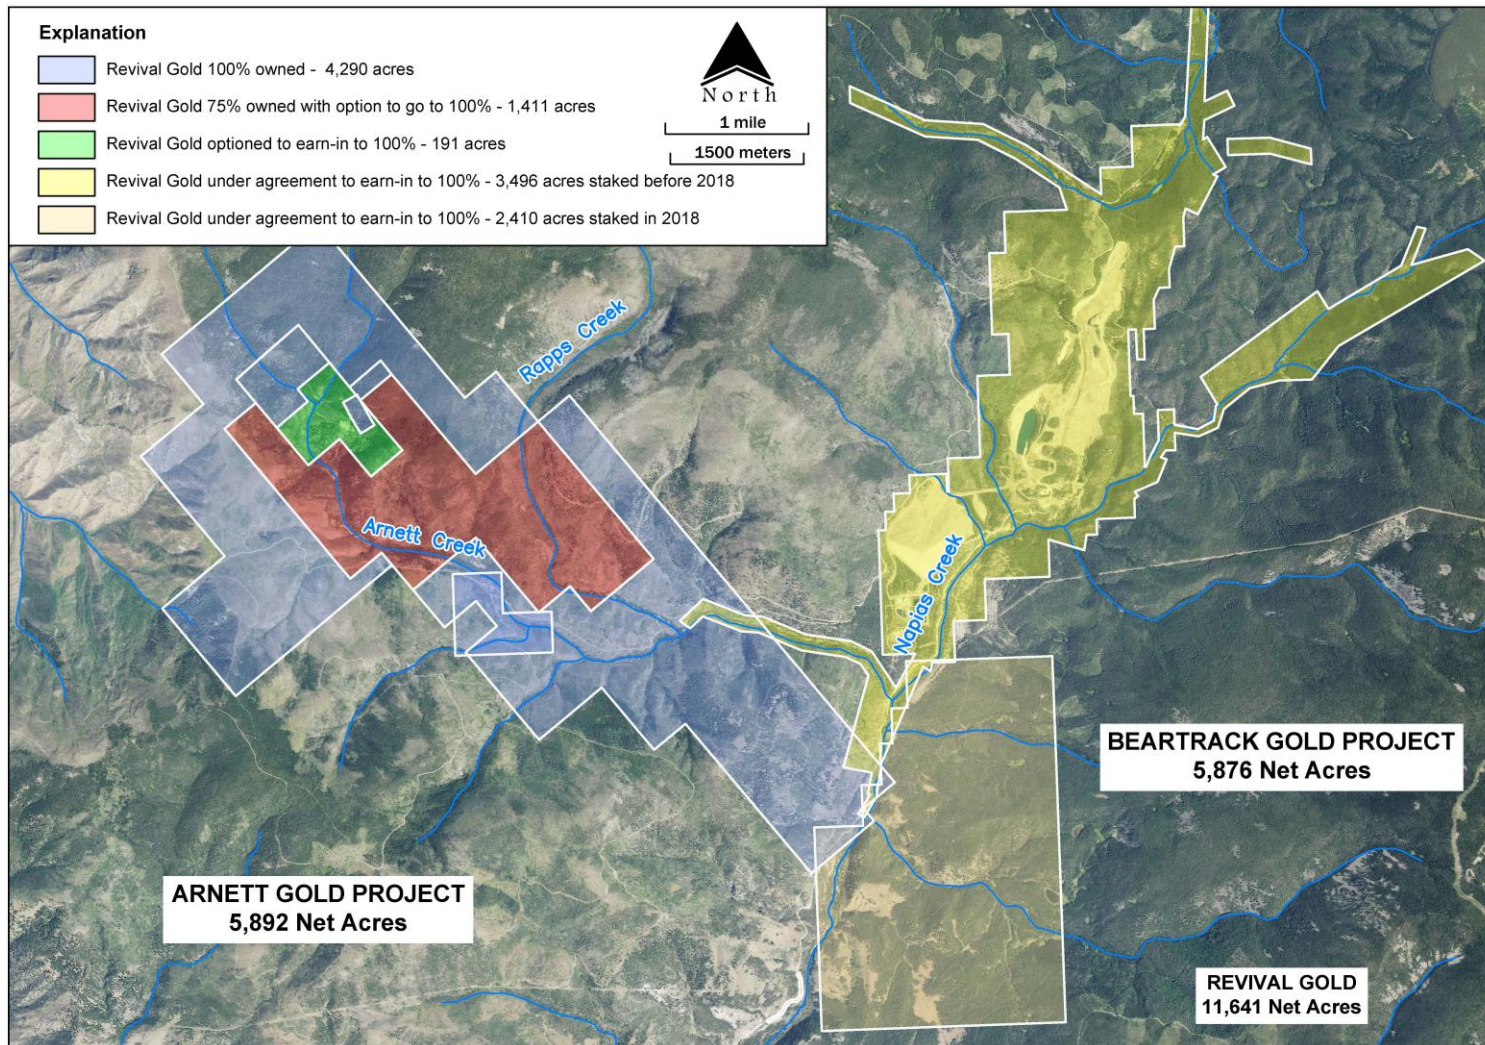 Explanation
Revival Gold 100% owned - 4,290 acres
Revival Gold 75% owned with option to go to 100% - 1,411 acres
Revival Gold optioned to earn-in to 100% - 191 acres
Revival Gold under agreement to earn-in to 100% - 3,496 acres staked before 2018
Revival Gold under agreement to earn-in to 100% - 2,410 acres staked in 2018
North
1 mile
1500 meters
Rapps Creek
Arnett Creek
Napias Creek
BEARTRACK GOLD PROJECT
5,876 Net Acres
ARNETT GOLD PROJECT
5,892 Net Acres
REVIVAL GOLD
11,641 Net Acres